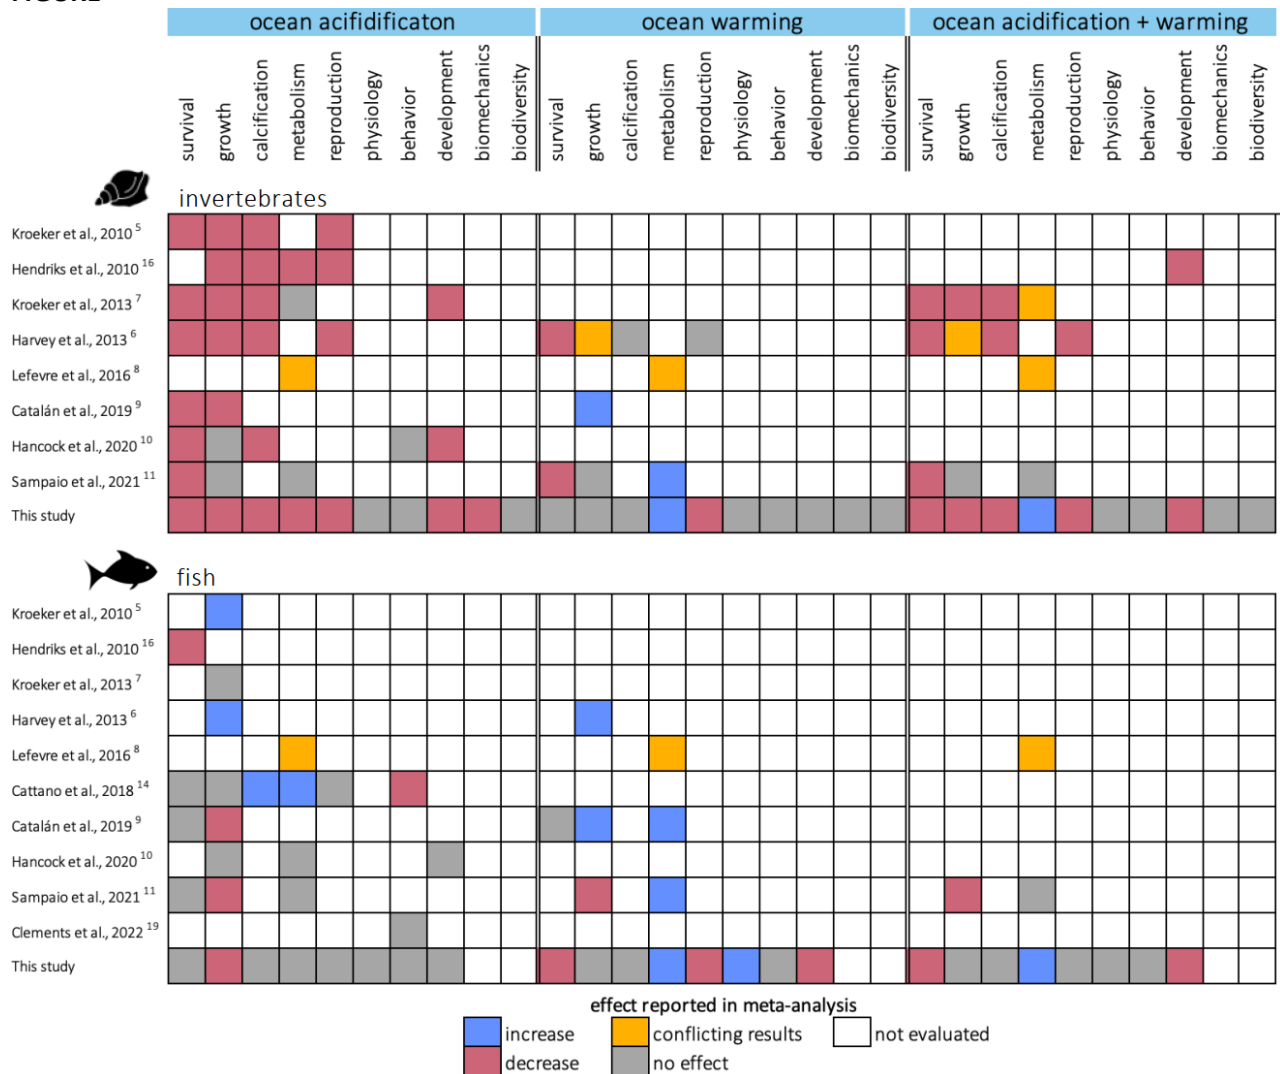 FIGURE
ocean acifidificaton ocean warming ocean acidification + warming
survival growth calcification metabolism reproduction physiology behavior development biomechanics biodiversity survival growth calcification metabolism reproduction physiology behavior development biomechanics biodiversity survival growth calcification metabolism reproduction physiology behavior development biomechanics biodiversity
invertebrates
Kroeker et al., 2010 5
Hendriks et al., 2010 16
Kroeker et al., 2013 7
Harvey et al., 2013 6
Lefevre et al., 2016 8
Catalán et al., 2019 9
Hancock et al., 2020 10
Sampaio et al., 2021 11
This study
fish
Kroeker et al., 2010 5
Hendriks et al., 2010 16
Kroeker et al., 2013 7
Harvey et al., 2013 6
Lefevre et al., 2016 8
Cattano et al., 2018 14
Catalán et al., 2019 9
Hancock et al., 2020 10
Sampaio et al., 2021 11
Clements et al., 2022 19
This study
effect reported in meta-analysis
increase conflicting results not evaluated
decrease no effect